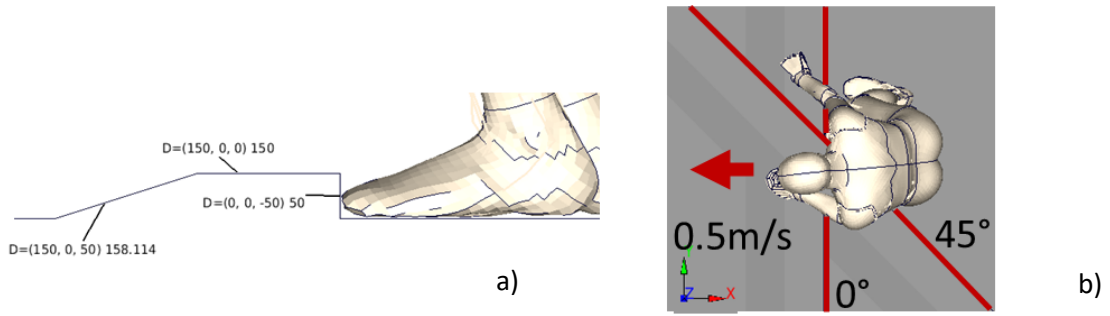 D=(150, 0, 0) 150
D=(0, 0, -50) 50
D=(150, 0, 50) 158.114
a)
0.5m/s
45°
0°
Y
Z
X
b)